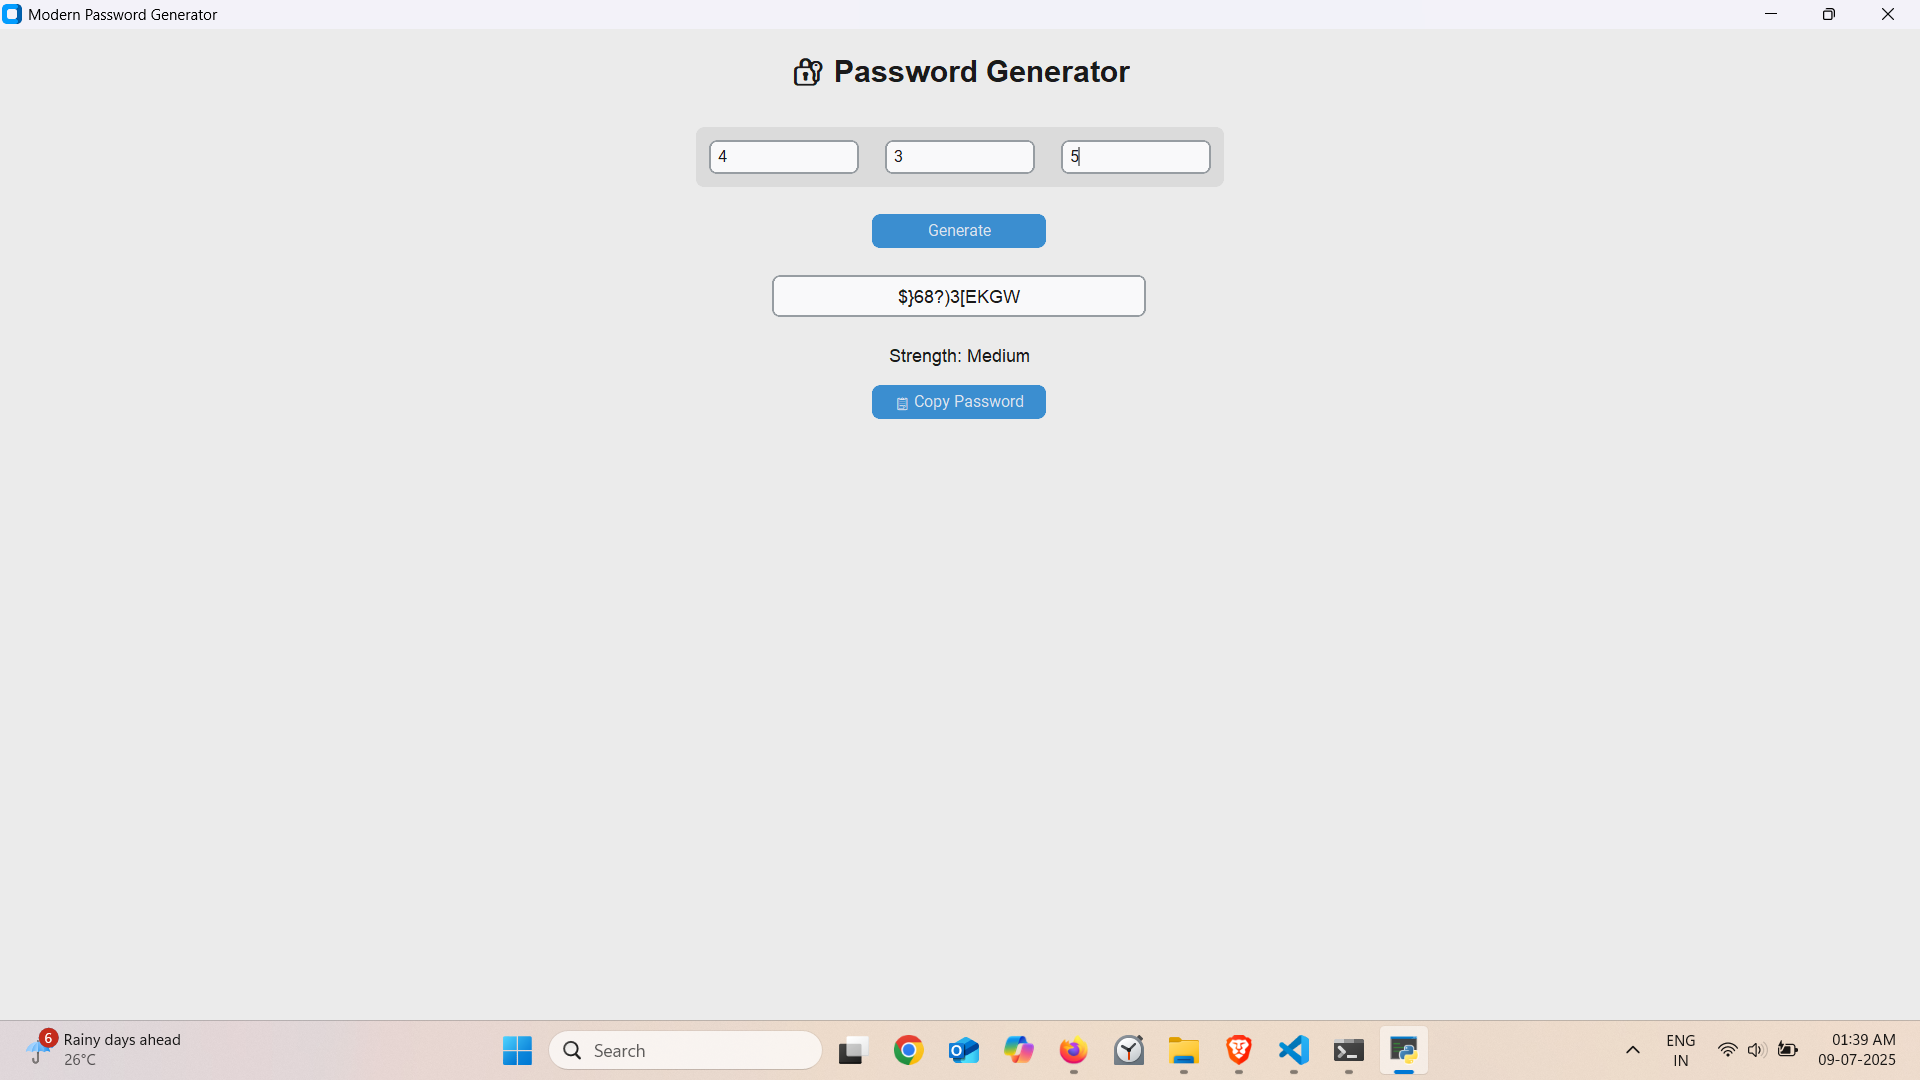 Modern Password Generator
Password Generator
4 3 5
Generate
$}68?)3[EKGW
Strength: Medium
Copy Password
6
Rainy days ahead
26°C
Search
ENG
IN
01:39 AM
09-07-2025